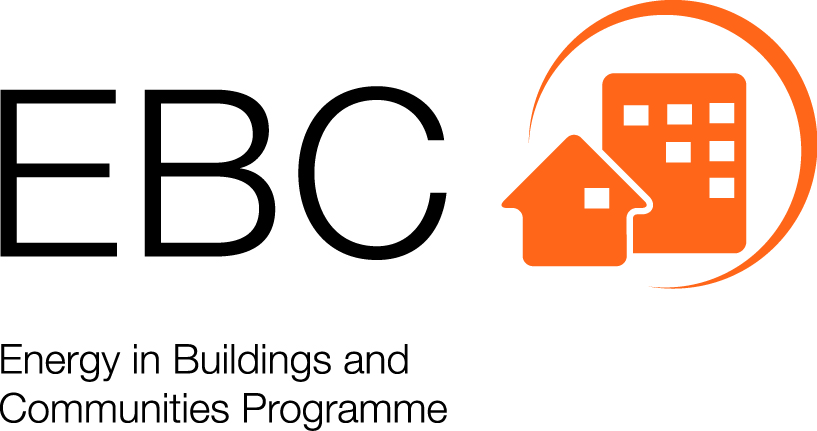 EBC
Energy in Buildings and
Communities Programme